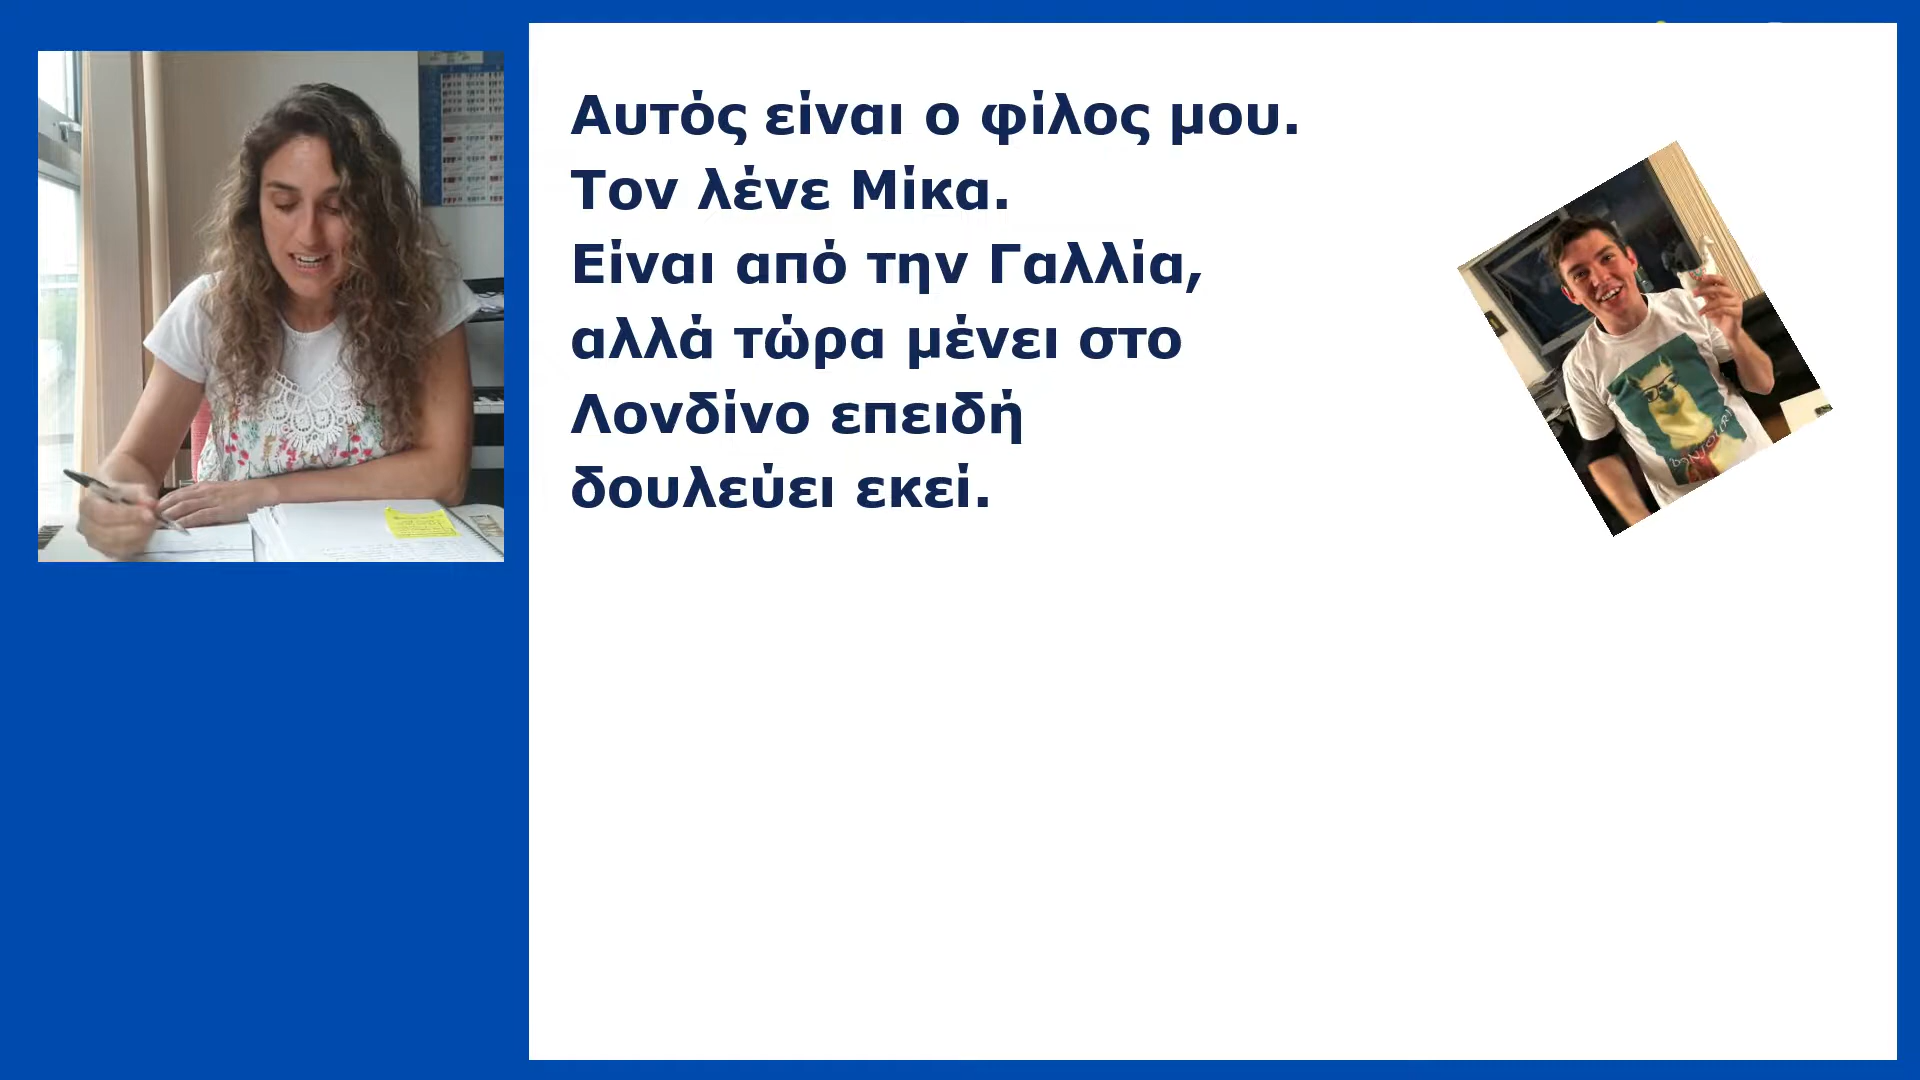 Αυτός είναι ο φίλος μου.
Τον λένε Μίκα.
Είναι από την Γαλλία,
αλλά τώρα μένει στο
Λονδίνο επειδή
δουλεύει εκεί.
BONJOUR!